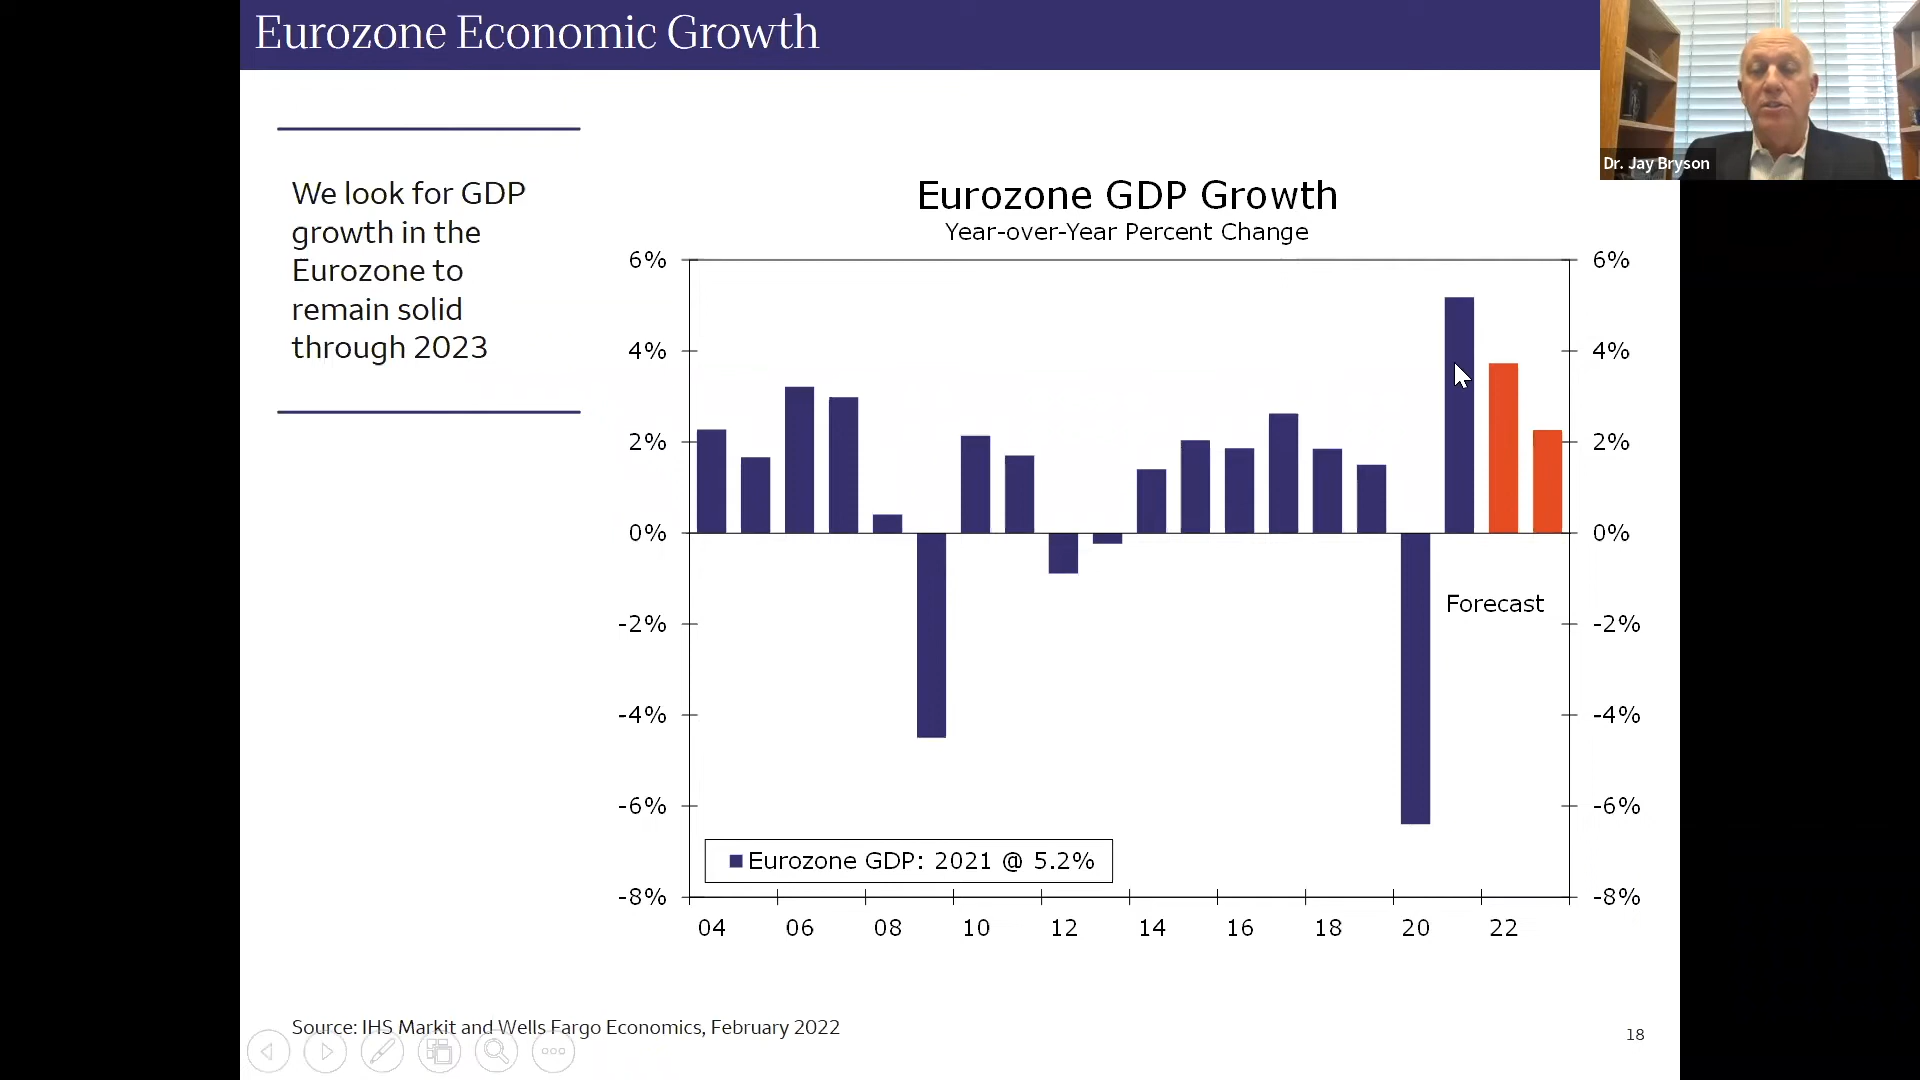 Eurozone Economic Growth
Dr. Jay Bryson
We look for GDP
growth in the
Eurozone to
remain solid
through 2023
Eurozone GDP Growth
Year-over-Year Percent Change
6% 6%
4% 4%
2% 2%
0% 0%
Forecast
-2% -2%
-4% -4%
-6% -6%
Eurozone GDP: 2021 @ 5.2%
-8% -8%
04 06 08 10 12 14 16 18 20 22
Source: IHS Markit and Wells Fargo Economics, February 2022
18